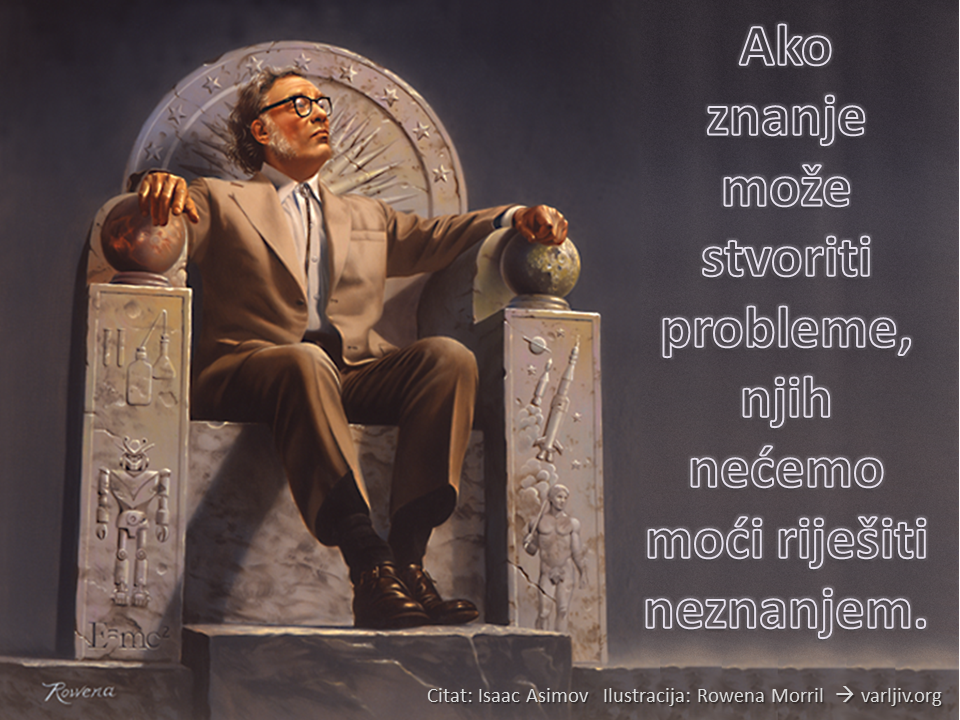 Ako
znanje
može
stvoriti
probleme,
njih
nećemo
moći riješiti
neznanjem.
E=mc²
Rowena
Citat: Isaac Asimov Ilustracija: Rowena Morril → varljiv.org